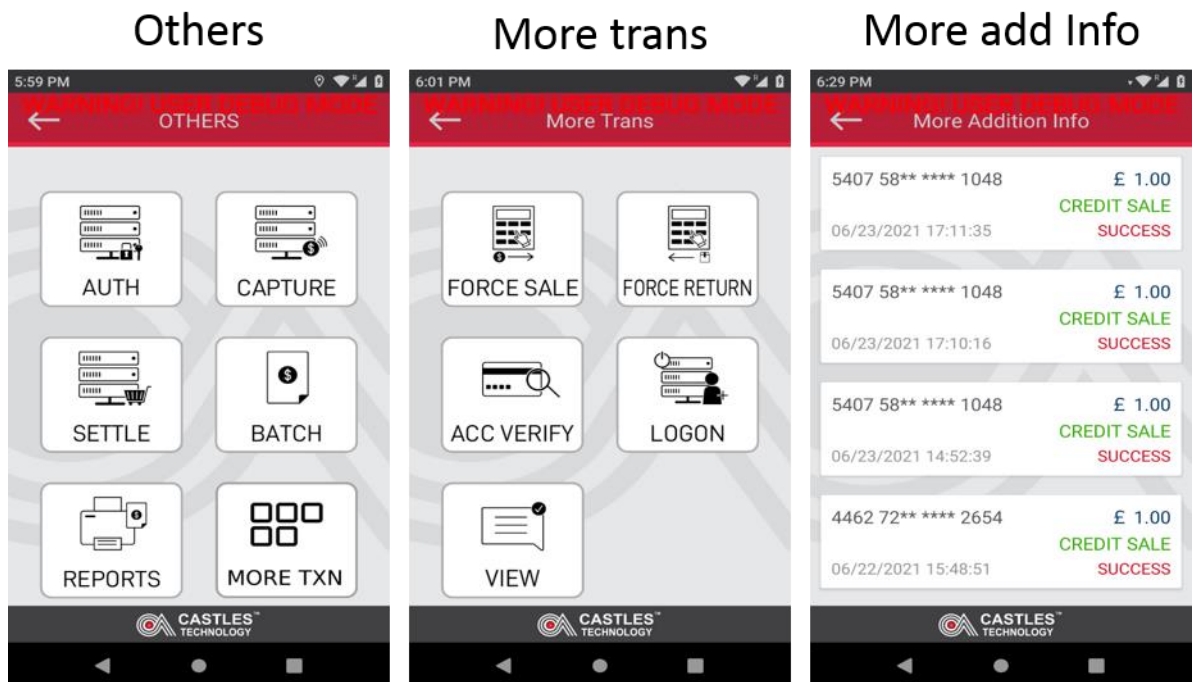 Others
More trans
More add Info
5:59 PM
WARNING! USER DEBUG MODE
OTHERS
AUTH
CAPTURE
SETTLE
BATCH
REPORTS
MORE TXN
CASTLES™
TECHNOLOGY
6:01 PM
WARNING! USER DEBUG MODE
More Trans
FORCE SALE
FORCE RETURN
ACC VERIFY
LOGON
VIEW
CASTLES™
TECHNOLOGY
6:29 PM
WARNING! USER DEBUG MODE
More Addition Info
5407 58** **** 1048
£ 1.00
CREDIT SALE
06/23/2021 17:11:35
SUCCESS
5407 58** **** 1048
£ 1.00
CREDIT SALE
06/23/2021 17:10:16
SUCCESS
5407 58** **** 1048
£ 1.00
CREDIT SALE
06/23/2021 14:52:39
SUCCESS
4462 72** **** 2654
£ 1.00
CREDIT SALE
06/22/2021 15:48:51
SUCCESS
CASTLES™
TECHNOLOGY